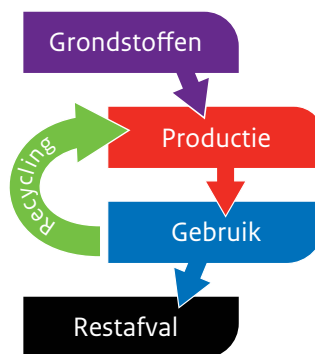 Grondstoffen
Productie
Recycling
Gebruik
Restafval